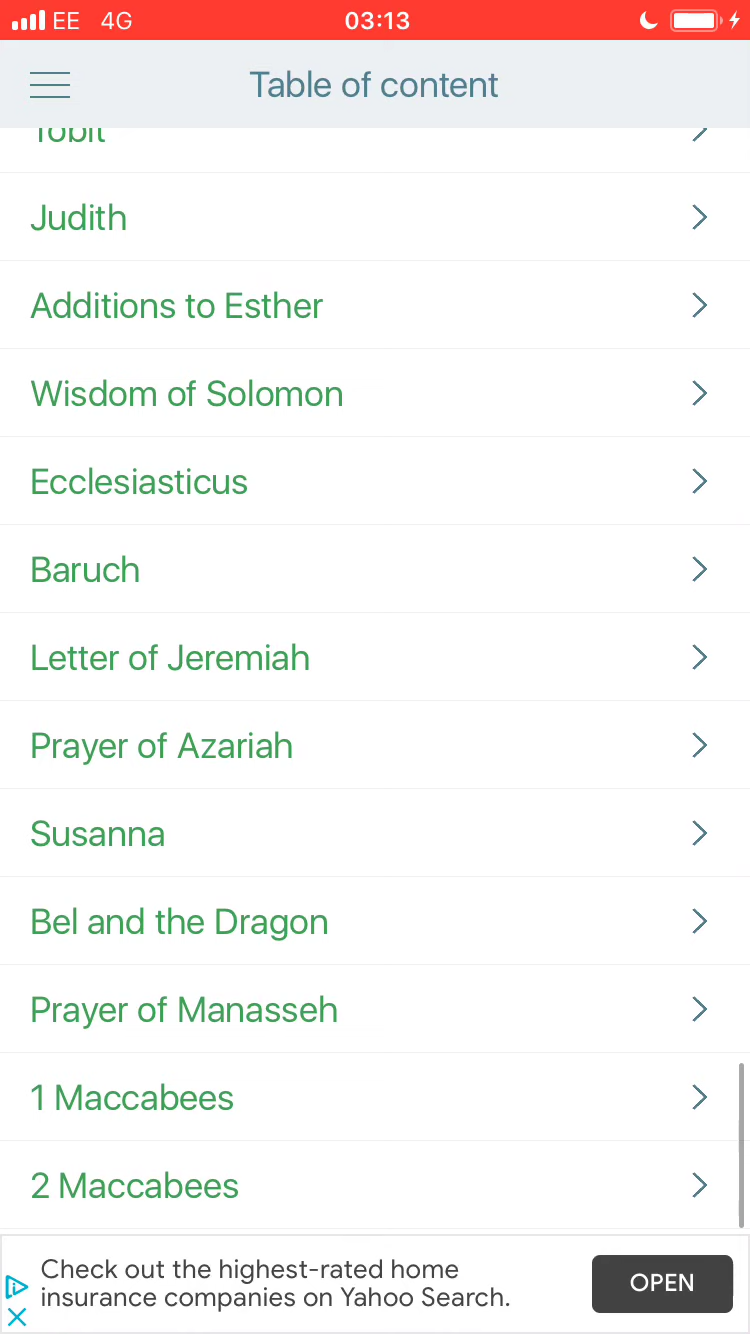 EE 4G 03:13
Table of content
Tobit
Judith
Additions to Esther
Wisdom of Solomon
Ecclesiasticus
Baruch
Letter of Jeremiah
Prayer of Azariah
Susanna
Bel and the Dragon
Prayer of Manasseh
1 Maccabees
2 Maccabees
Check out the highest-rated home
insurance companies on Yahoo Search.
OPEN